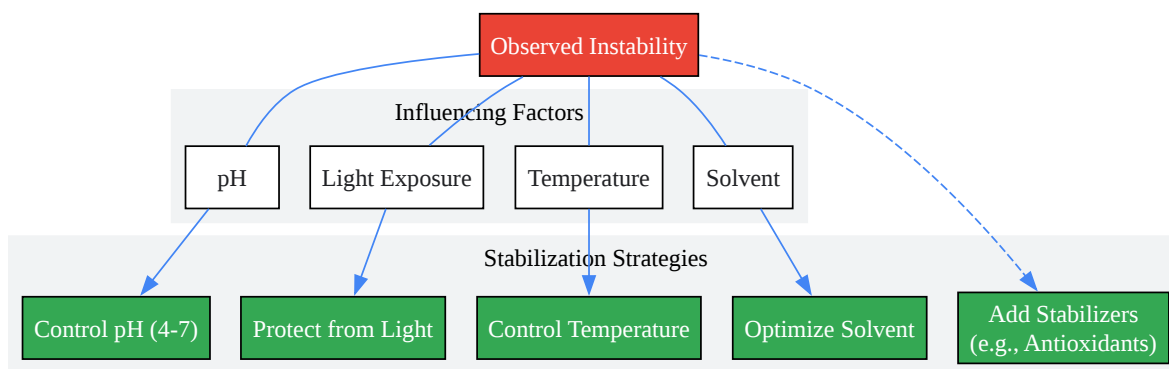 Observed Instability
Influencing Factors
pH
Light Exposure
Temperature
Solvent
Stabilization Strategies
Control pH (4-7)
Protect from Light
Control Temperature
Optimize Solvent
Add Stabilizers
(e.g., Antioxidants)